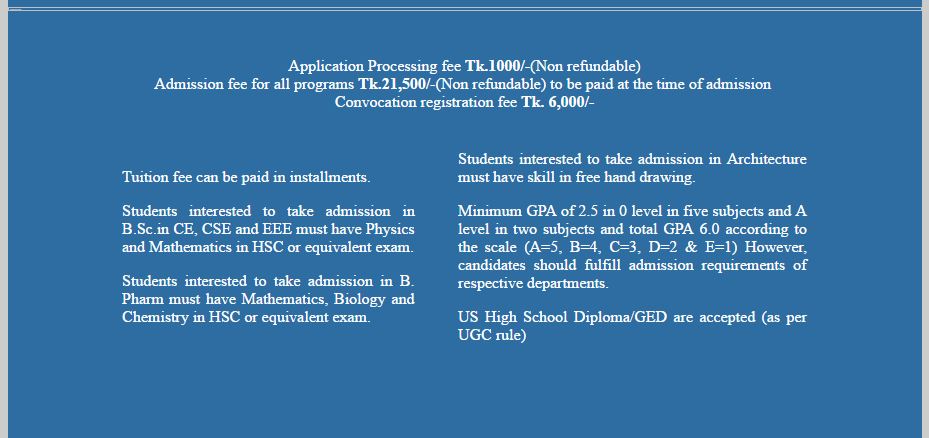 Application Processing fee Tk.1000/-(Non refundable)
Admission fee for all programs Tk.21,500/-(Non refundable) to be paid at the time of admission
Convocation registration fee Tk. 6,000/-
Tuition fee can be paid in installments.
Students interested to take admission in
B.Sc.in CE, CSE and EEE must have Physics
and Mathematics in HSC or equivalent exam.
Students interested to take admission in B.
Pharm must have Mathematics, Biology and
Chemistry in HSC or equivalent exam.
Students interested to take admission in Architecture
must have skill in free hand drawing.
Minimum GPA of 2.5 in 0 level in five subjects and A
level in two subjects and total GPA 6.0 according to
the scale (A=5, B=4, C=3, D=2 & E=1) However,
candidates should fulfill admission requirements of
respective departments.
US High School Diploma/GED are accepted (as per
UGC rule)